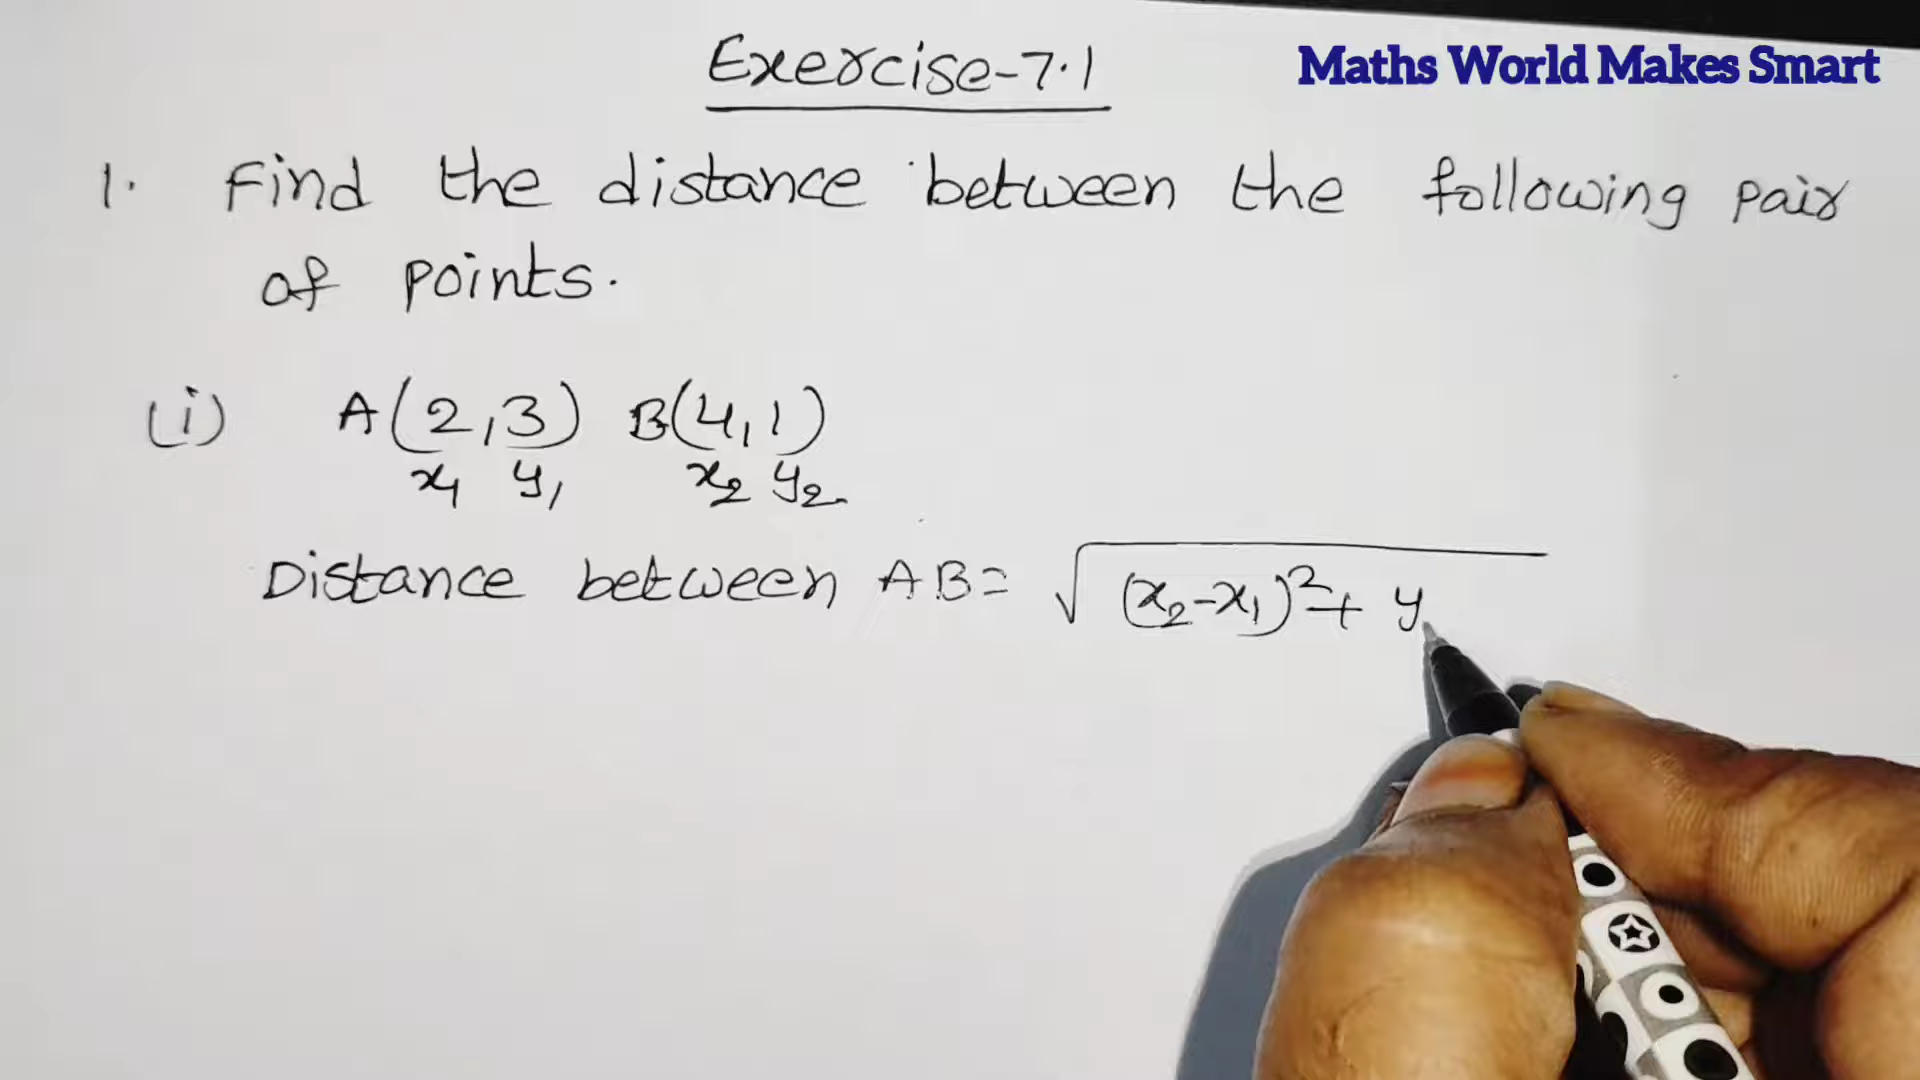 Exercise-7.1
Maths World Makes Smart
1. Find the distance between the following pair
of points.
(i) A(2,3) B(4,1)
x₁ y₁ x₂ y₂
Distance between AB = √(x₂-x₁)²+ y